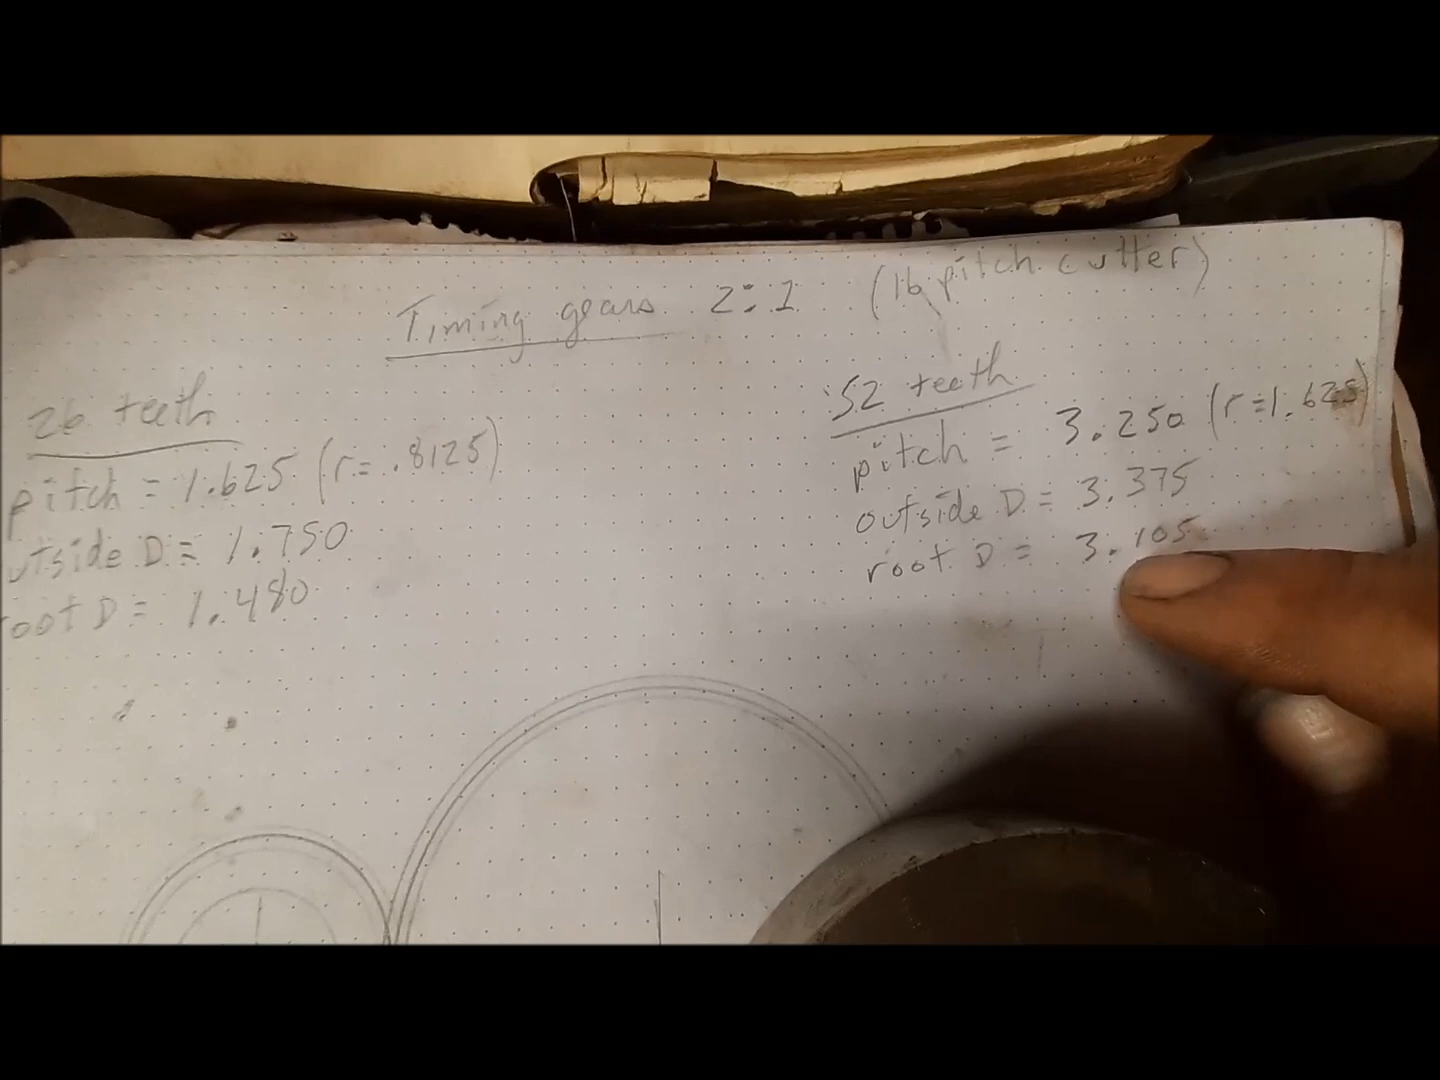 Timing gears 2:1 (16 pitch cutter)
26 teeth
pitch = 1.625 (r= .8125)
utside D = 1.750
oot D = 1.480
52 teeth
pitch = 3.250 (r=1.625)
outside D = 3.375
root D = 3.105